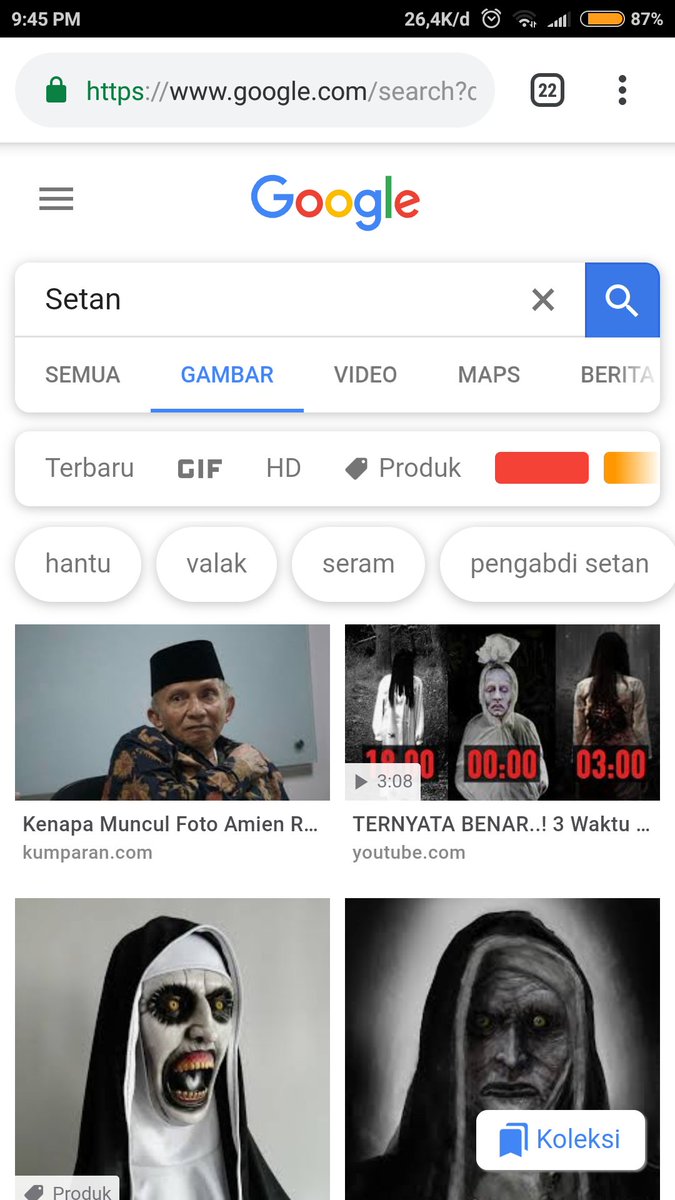 9:45 PM 26,4K/d 87%
https://www.google.com/search?c 22
Google
Setan
SEMUA GAMBAR VIDEO MAPS BERITA
Terbaru GIF HD Produk
hantu valak seram pengabdi setan
18.00 00:00 03:00
3:08
Kenapa Muncul Foto Amien R... TERNYATA BENAR..! 3 Waktu ...
kumparan.com youtube.com
Koleksi
Produk